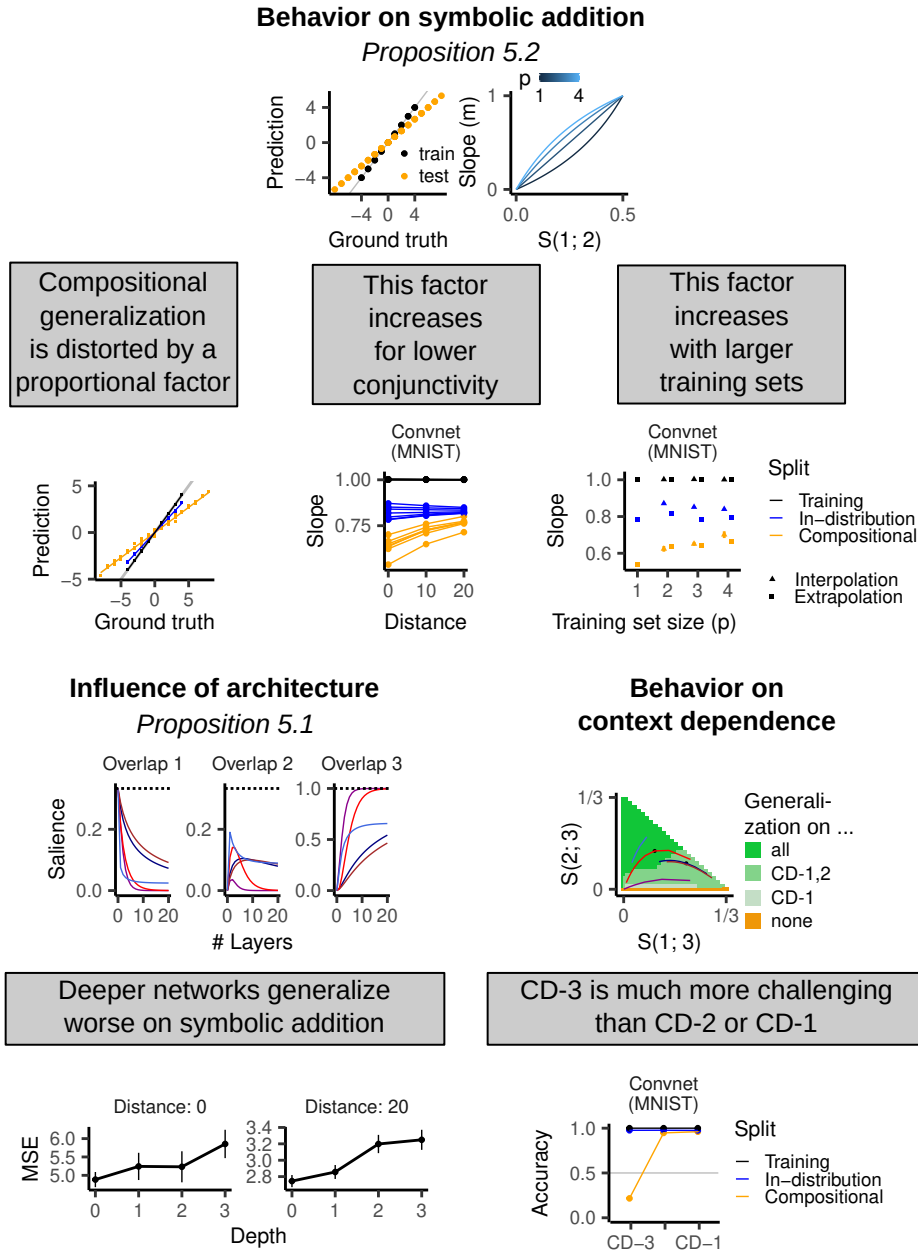 Behavior on symbolic addition
Proposition 5.2
Prediction
4
0
−4
−4 0 4
Ground truth
train
test
p
1 4
Slope (m)
1
0
0.0 0.5
S(1; 2)
Compositional
generalization
is distorted by a
proportional factor
This factor
increases
for lower
conjunctivity
This factor
increases
with larger
training sets
Prediction
5
0
−5
−5 0 5
Ground truth
Convnet
(MNIST)
Slope
1.00
0.75
0 10 20
Distance
Convnet
(MNIST)
Slope
1.0
0.8
0.6
1 2 3 4
Training set size (p)
Split
Training
In−distribution
Compositional
Interpolation
Extrapolation
Influence of architecture
Proposition 5.1
Overlap 1 Overlap 2 Overlap 3
Salience
0.2
0.0
0.2
0.0
1.0
0.5
0.0
0 10 20 0 10 20 0 10 20
# Layers
Behavior on
context dependence
S(2; 3)
1/3
0
0 1/3
S(1; 3)
Generali-
zation on ...
all
CD-1,2
CD-1
none
Deeper networks generalize
worse on symbolic addition
CD-3 is much more challenging
than CD-2 or CD-1
Distance: 0 Distance: 20
MSE
6.0
5.5
5.0
3.4
3.2
3.0
2.8
0 1 2 3 0 1 2 3
Depth
Convnet
(MNIST)
Accuracy
1.0
0.5
0.0
CD−3 CD−1
Split
Training
In−distribution
Compositional